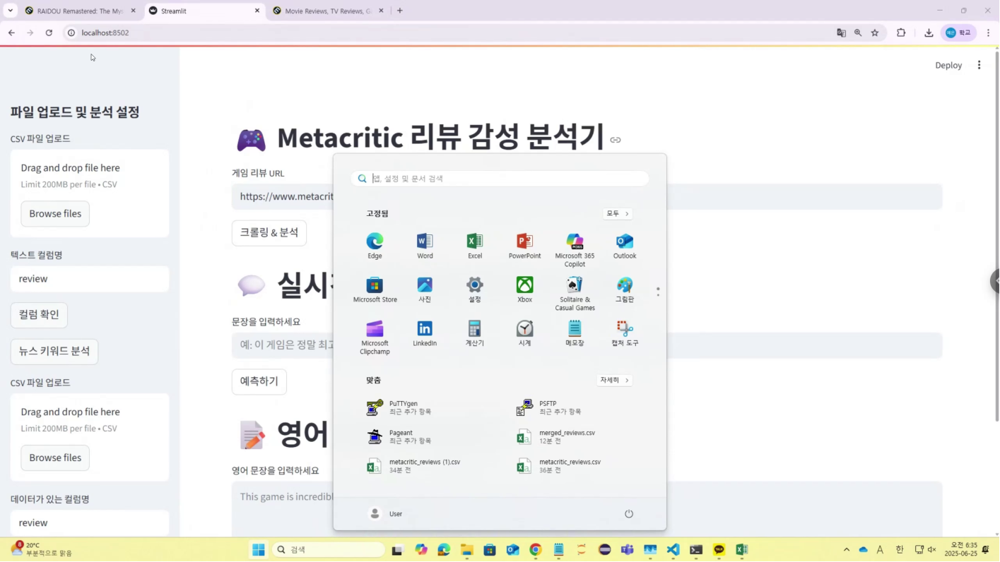 RAIDOU Remastered: The Mys
Streamlit
Movie Reviews, TV Reviews, G
localhost:8502
학교
Deploy
파일 업로드 및 분석 설정
CSV 파일 업로드
Drag and drop file here
Limit 200MB per file • CSV
Browse files
텍스트 컬럼명
review
컬럼 확인
뉴스 키워드 분석
CSV 파일 업로드
Drag and drop file here
Limit 200MB per file • CSV
Browse files
데이터가 있는 컬럼명
review
Metacritic 리뷰 감성 분석기
게임 리뷰 URL
https://www.metacrit
크롤링 & 분석
실시
문장을 입력하세요
예: 이 게임은 정말 최고
예측하기
영어
영어 문장을 입력하세요
This game is incredibl
앱, 설정 및 문서 검색
고정됨
모두
Edge
Word
Excel
PowerPoint
Microsoft 365
Copilot
Outlook
Microsoft Store
사진
설정
Xbox
Solitaire &
Casual Games
그림판
Microsoft
Clipchamp
LinkedIn
계산기
시계
메모장
캡처 도구
맞춤
자세히
PuTTYgen
최근 추가 항목
PSFTP
최근 추가 항목
Pageant
최근 추가 항목
merged_reviews.csv
12분 전
metacritic_reviews (1).csv
34분 전
metacritic_reviews.csv
36분 전
User
8
20°C
부분적으로 맑음
검색
A
한
오전 6:35
2025-06-25